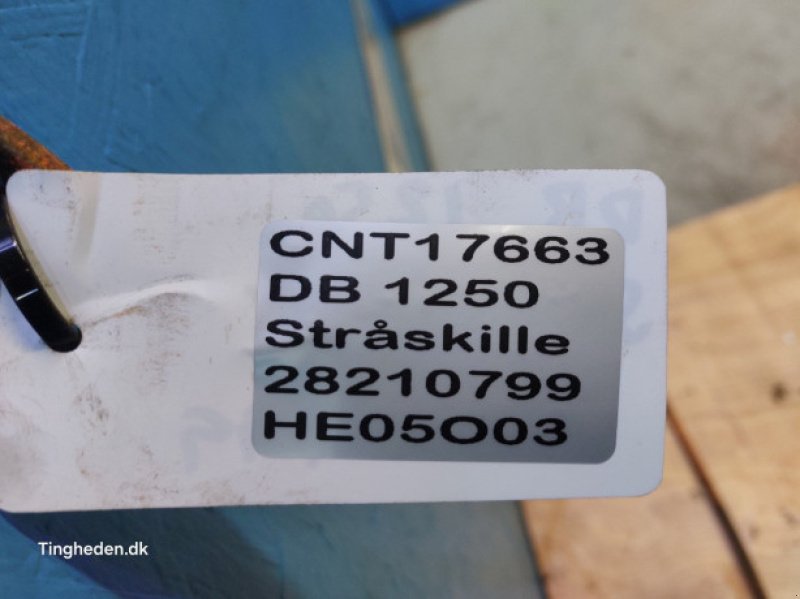 CNT17663
DB 1250
Stråskille
28210799
HE05O03
Tingheden.dk